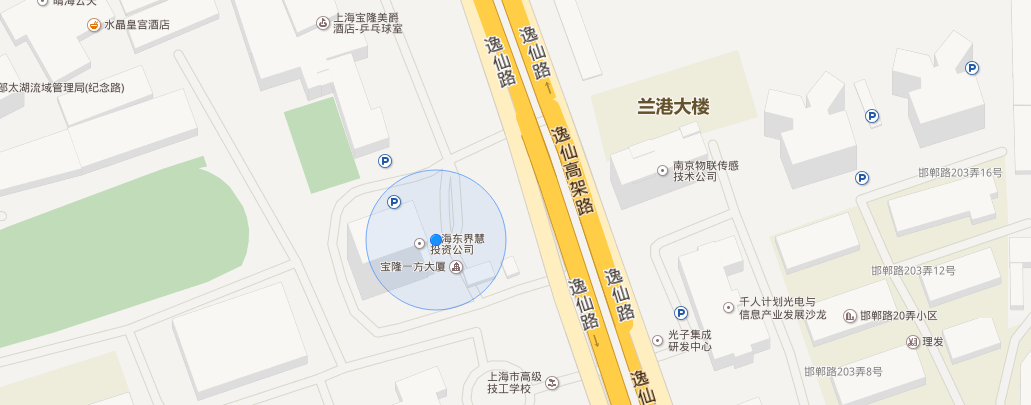 晴海公大
水晶皇宫酒店
上海宝隆美爵
酒店-乒乓球室
逸仙路
逸仙路
部太湖流域管理局(纪念路)
兰港大楼
P
P
逸仙高架路
P
南京物联传感
技术公司
P
邯郸路203弄16号
P
海东界慧
投资公司
宝隆一方大厦
邯郸路203弄12号
逸仙路
逸仙路
千人计划光电与
信息产业发展沙龙
P
邯郸路20弄小区
光子集成
研发中心
理发
邯郸路203弄8号
上海市高级
技工学校
逸仙